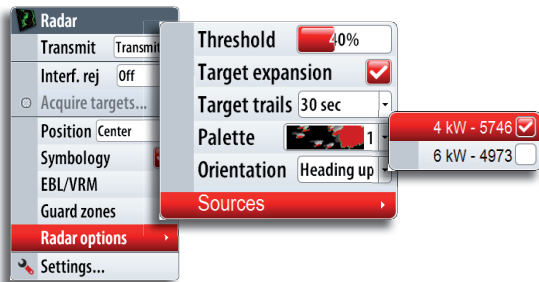 Radar
Transmit Transmit
Interf. rej Off
Acquire targets...
Position Center
Symbology
EBL/VRM
Guard zones
Radar options
Settings...
Threshold 40%
Target expansion
Target trails 30 sec
Palette 1
Orientation Heading up
Sources
4 kW - 5746
6 kW - 4973